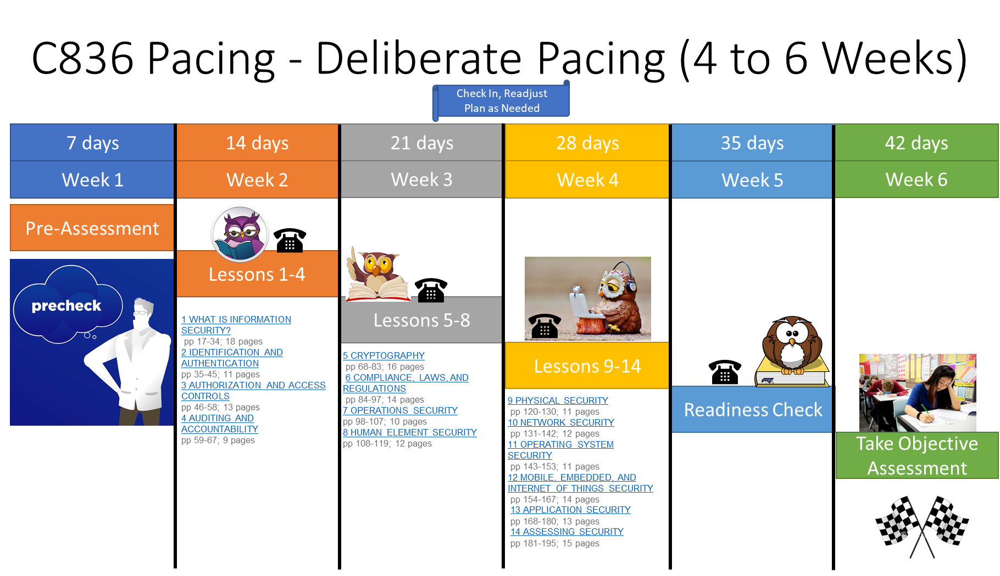 C836 Pacing - Deliberate Pacing (4 to 6 Weeks)
Check In, Readjust
Plan as Needed
7 days
14 days
21 days
28 days
35 days
42 days
Week 1
Week 2
Week 3
Week 4
Week 5
Week 6
Pre-Assessment
precheck
Lessons 1-4
1 WHAT IS INFORMATION
SECURITY?
pp 17-34; 18 pages
2 IDENTIFICATION AND
AUTHENTICATION
pp 35-45; 11 pages
3 AUTHORIZATION AND ACCESS
CONTROLS
pp 46-58; 13 pages
4 AUDITING AND
ACCOUNTABILITY
pp 59-67; 9 pages
Lessons 5-8
5 CRYPTOGRAPHY
pp 68-83; 16 pages
6 COMPLIANCE, LAWS, AND
REGULATIONS
pp 84-97; 14 pages
7 OPERATIONS SECURITY
pp 98-107; 10 pages
8 HUMAN ELEMENT SECURITY
pp 108-119; 12 pages
Lessons 9-14
9 PHYSICAL SECURITY
pp 120-130; 11 pages
10 NETWORK SECURITY
pp 131-142; 12 pages
11 OPERATING SYSTEM
SECURITY
pp 143-153; 11 pages
12 MOBILE, EMBEDDED, AND
INTERNET OF THINGS SECURITY
pp 154-167; 14 pages
13 APPLICATION SECURITY
pp 168-180; 13 pages
14 ASSESSING SECURITY
pp 181-195; 15 pages
Readiness Check
Take Objective
Assessment